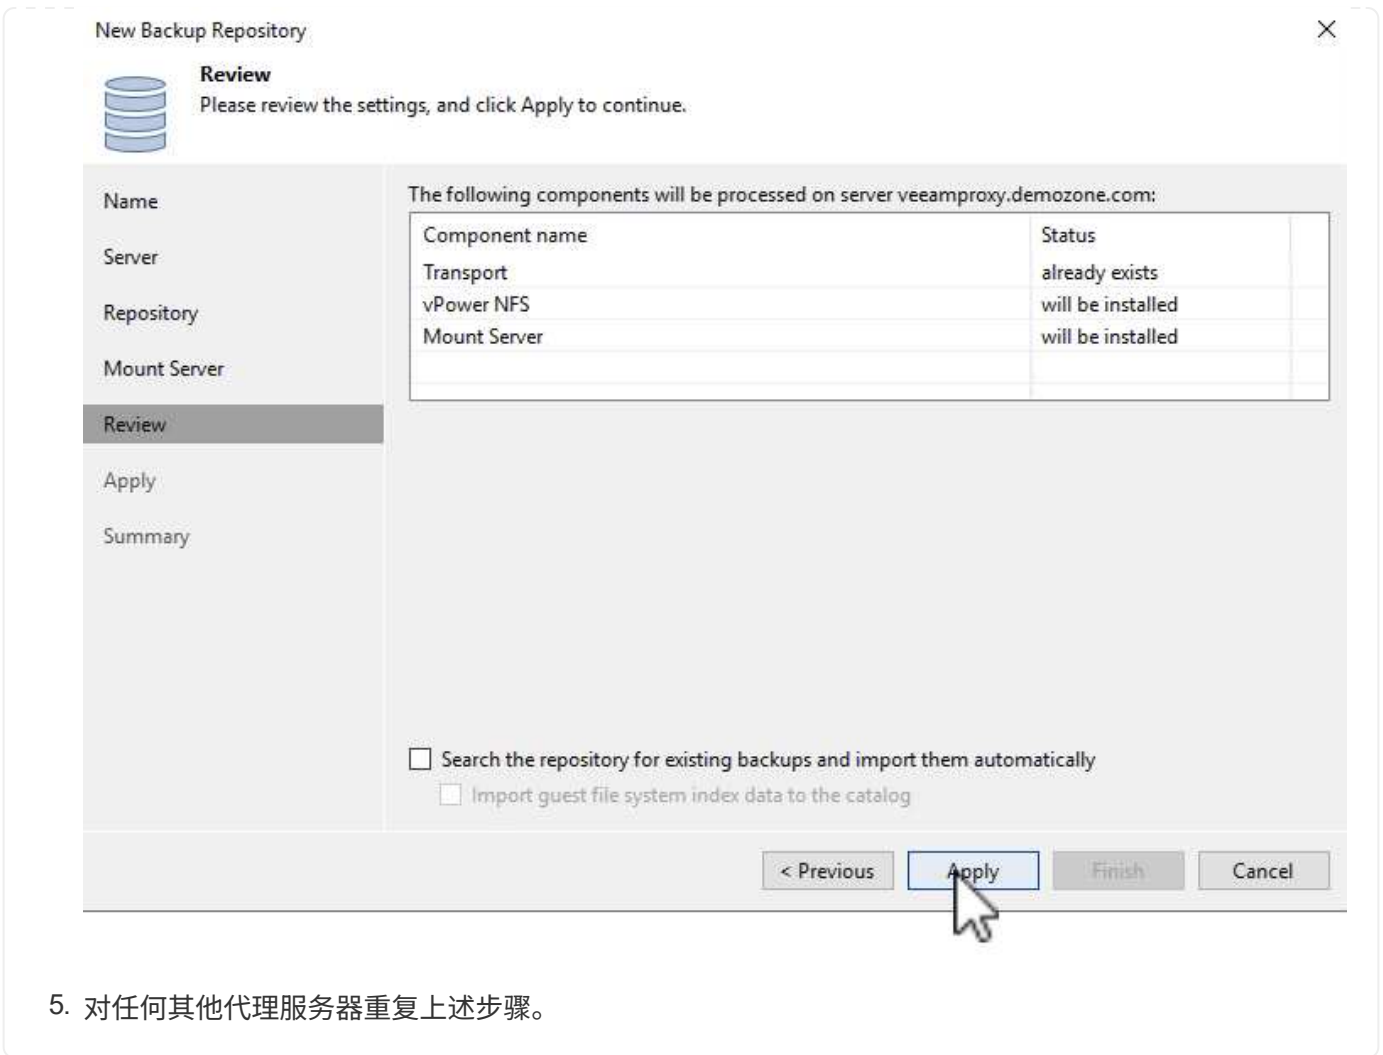 New Backup Repository
Review
Please review the settings, and click Apply to continue.
Name
Server
Repository
Mount Server
Review
Apply
Summary
The following components will be processed on server veeamproxy.demozone.com:
Component name Status
Transport already exists
vPower NFS will be installed
Mount Server will be installed
Search the repository for existing backups and import them automatically
Import guest file system index data to the catalog
< Previous Apply Finish Cancel
5. 对任何其他代理服务器重复上述步骤。